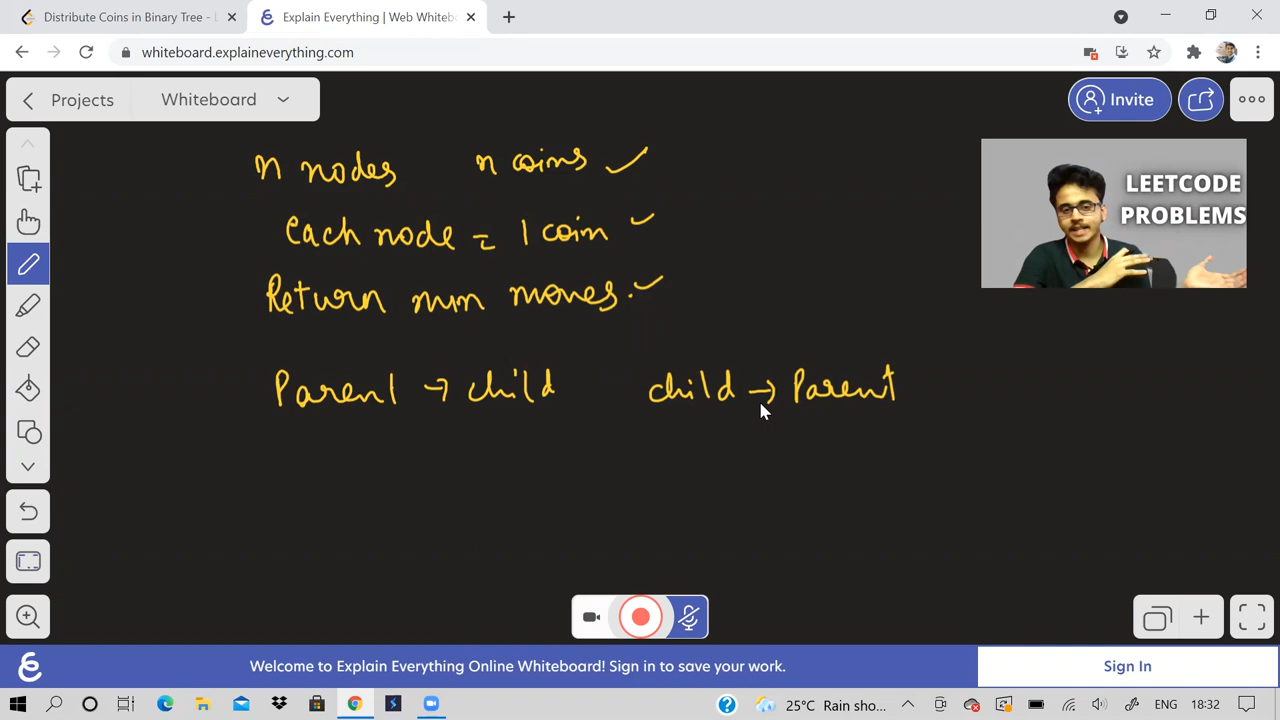 Distribute Coins in Binary Tree - L
Explain Everything | Web Whiteb
whiteboard.explaineverything.com
Projects
Whiteboard
Invite
n nodes n coins ✓
LEETCODE
PROBLEMS
Each node = 1 coin ✓
Return min moves. ✓
Parent → child child → Parent
Welcome to Explain Everything Online Whiteboard! Sign in to save your work.
Sign In
25°C Rain sho...
ENG
18:32